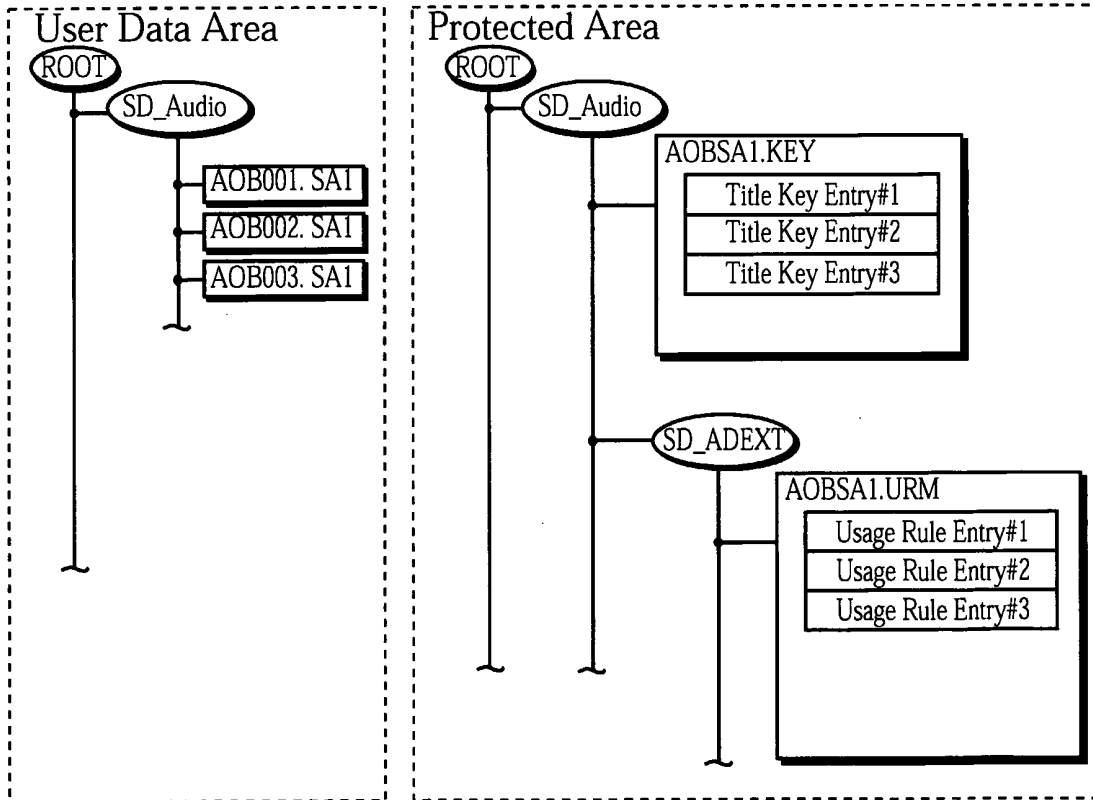 User Data Area
ROOT
SD_Audio
AOB001. SA1
AOB002. SA1
AOB003. SA1
Protected Area
ROOT
SD_Audio
AOBSA1.KEY
Title Key Entry#1
Title Key Entry#2
Title Key Entry#3
SD_ADEXT
AOBSA1.URM
Usage Rule Entry#1
Usage Rule Entry#2
Usage Rule Entry#3